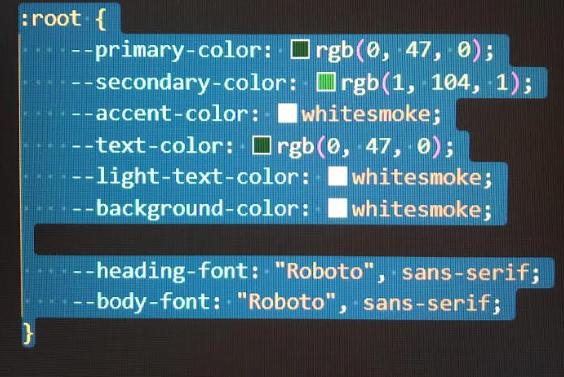 :root {
--primary-color: rgb(0, 47, 0);
--secondary-color: rgb(1, 104, 1);
--accent-color: whitesmoke;
--text-color: rgb(0, 47, 0);
--light-text-color: whitesmoke;
--background-color: whitesmoke;
--heading-font: "Roboto", sans-serif;
--body-font: "Roboto", sans-serif;
}